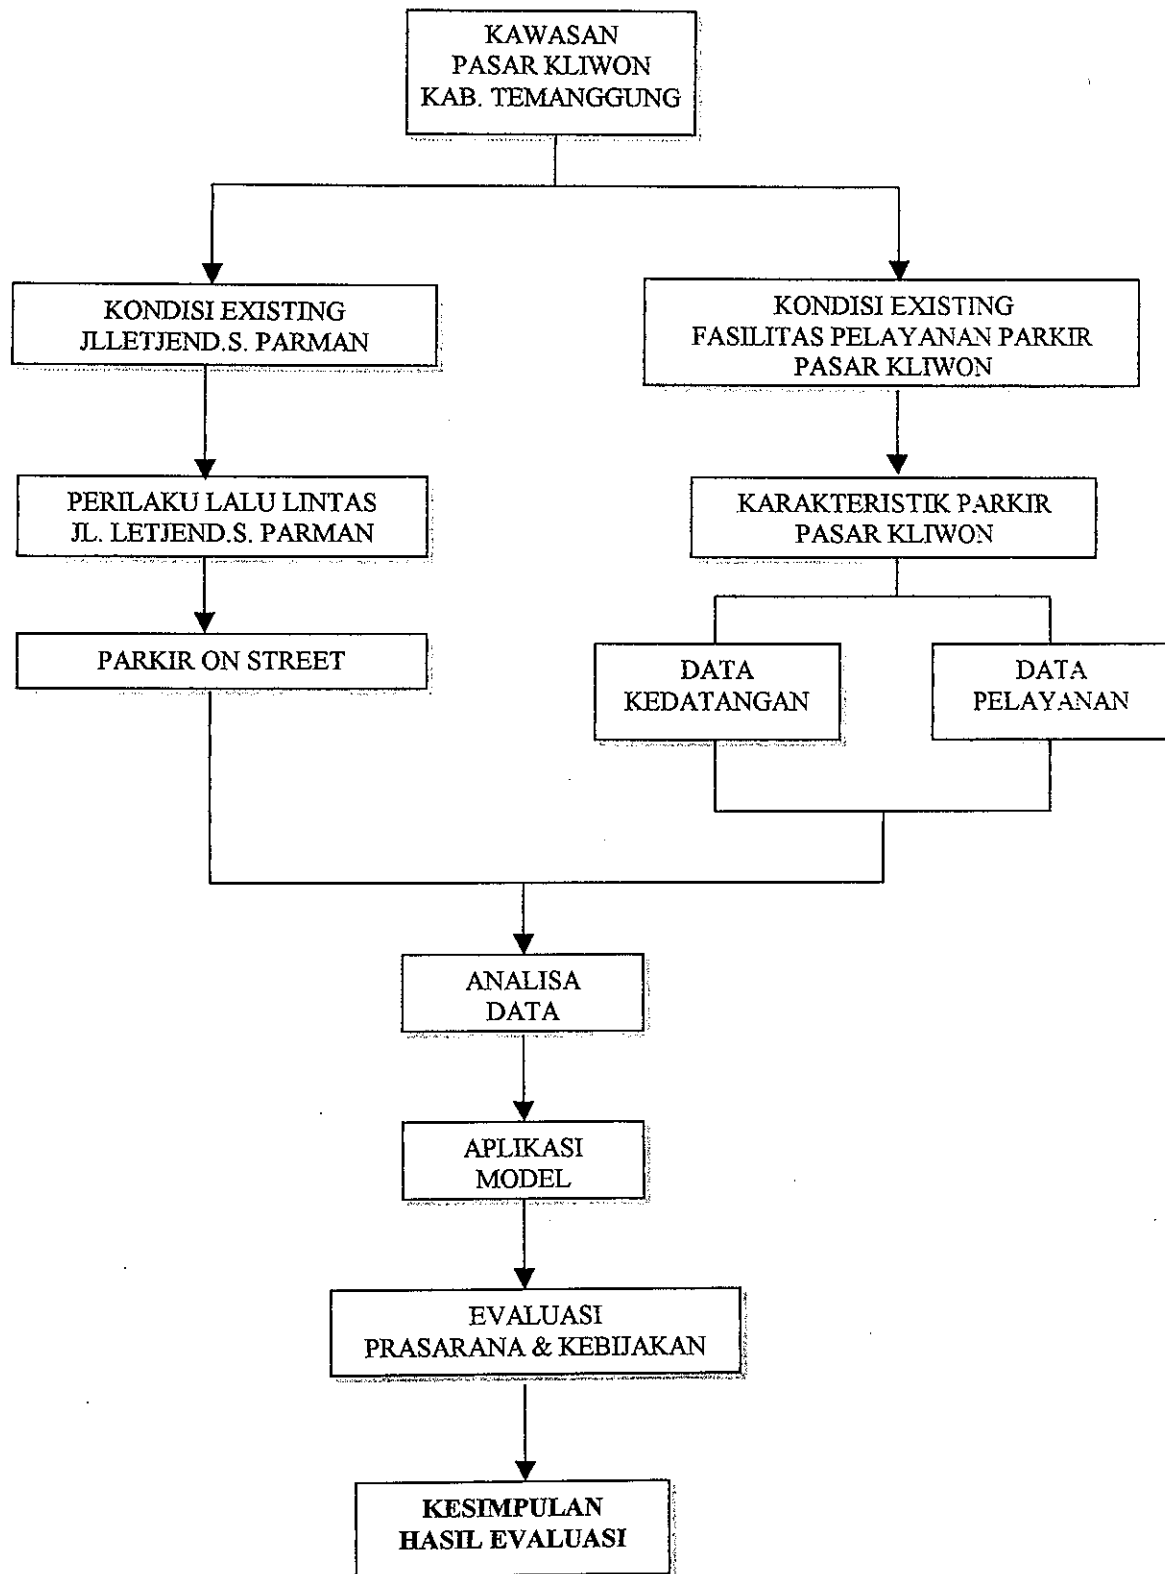 KAWASAN
PASAR KLIWON
KAB. TEMANGGUNG
KONDISI EXISTING
JLLETJEND.S. PARMAN
KONDISI EXISTING
FASILITAS PELAYANAN PARKIR
PASAR KLIWON
PERILAKU LALU LINTAS
JL. LETJEND.S. PARMAN
KARAKTERISTIK PARKIR
PASAR KLIWON
PARKIR ON STREET
DATA
KEDATANGAN
DATA
PELAYANAN
ANALISA
DATA
APLIKASI
MODEL
EVALUASI
PRASARANA & KEBIJAKAN
KESIMPULAN
HASIL EVALUASI